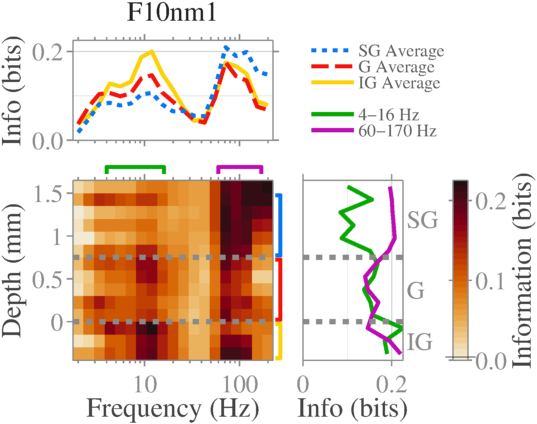 F10nm1
Info (bits)
0.2
0.0
SG Average
G Average
IG Average
4–16 Hz
60–170 Hz
Depth (mm)
1.5
1.0
0.5
0
10
100
Frequency (Hz)
SG
G
IG
0
0.2
Info (bits)
0.2
0.1
0.0
Information (bits)